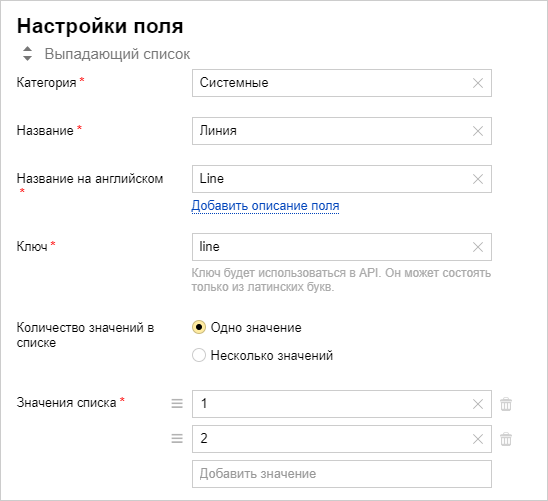 Настройки поля
Выпадающий список
Категория *
Системные
Название *
Линия
Название на английском
*
Line
Добавить описание поля
Ключ *
line
Ключ будет использоваться в API. Он может состоять
только из латинских букв.
Количество значений в
списке
Одно значение
Несколько значений
Значения списка *
1
2
Добавить значение